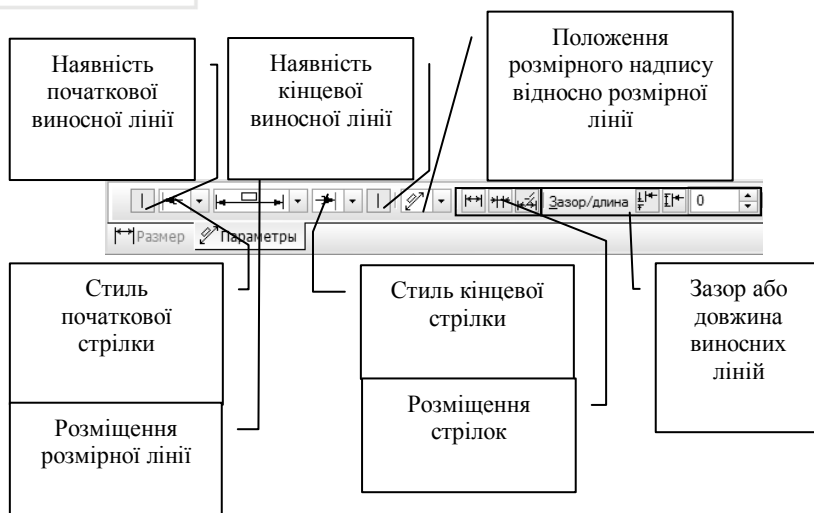 Наявність
початкової
виносної лінії
Наявність
кінцевої
виносної лінії
Положення
розмірного надпису
відносно розмірної
лінії
Зазор/длина
0
Размер
Параметры
Стиль
початкової
стрілки
Розміщення
розмірної лінії
Стиль кінцевої
стрілки
Розміщення
стрілок
Зазор або
довжина
виносних
ліній